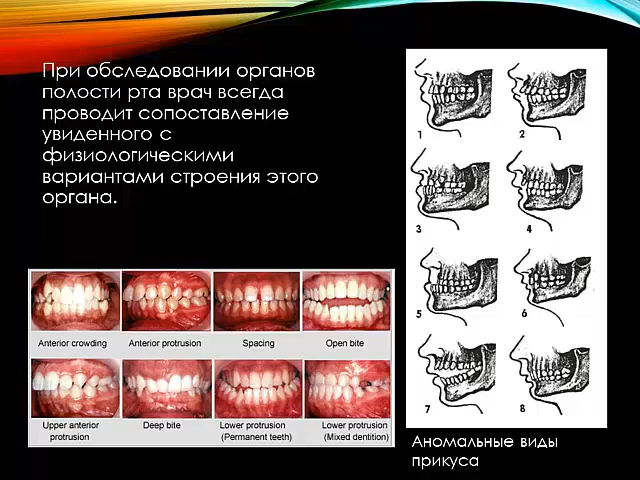 При обследовании органов
полости рта врач всегда
проводит сопоставление
увиденного с
физиологическими
вариантами строения этого
органа.
1
2
3
4
5
6
7
8
Anterior crowding
Anterior protrusion
Spacing
Open bite
Upper anterior
protrusion
Deep bite
Lower protrusion
(Permanent teeth)
Lower protrusion
(Mixed dentition)
Аномальные виды
прикуса